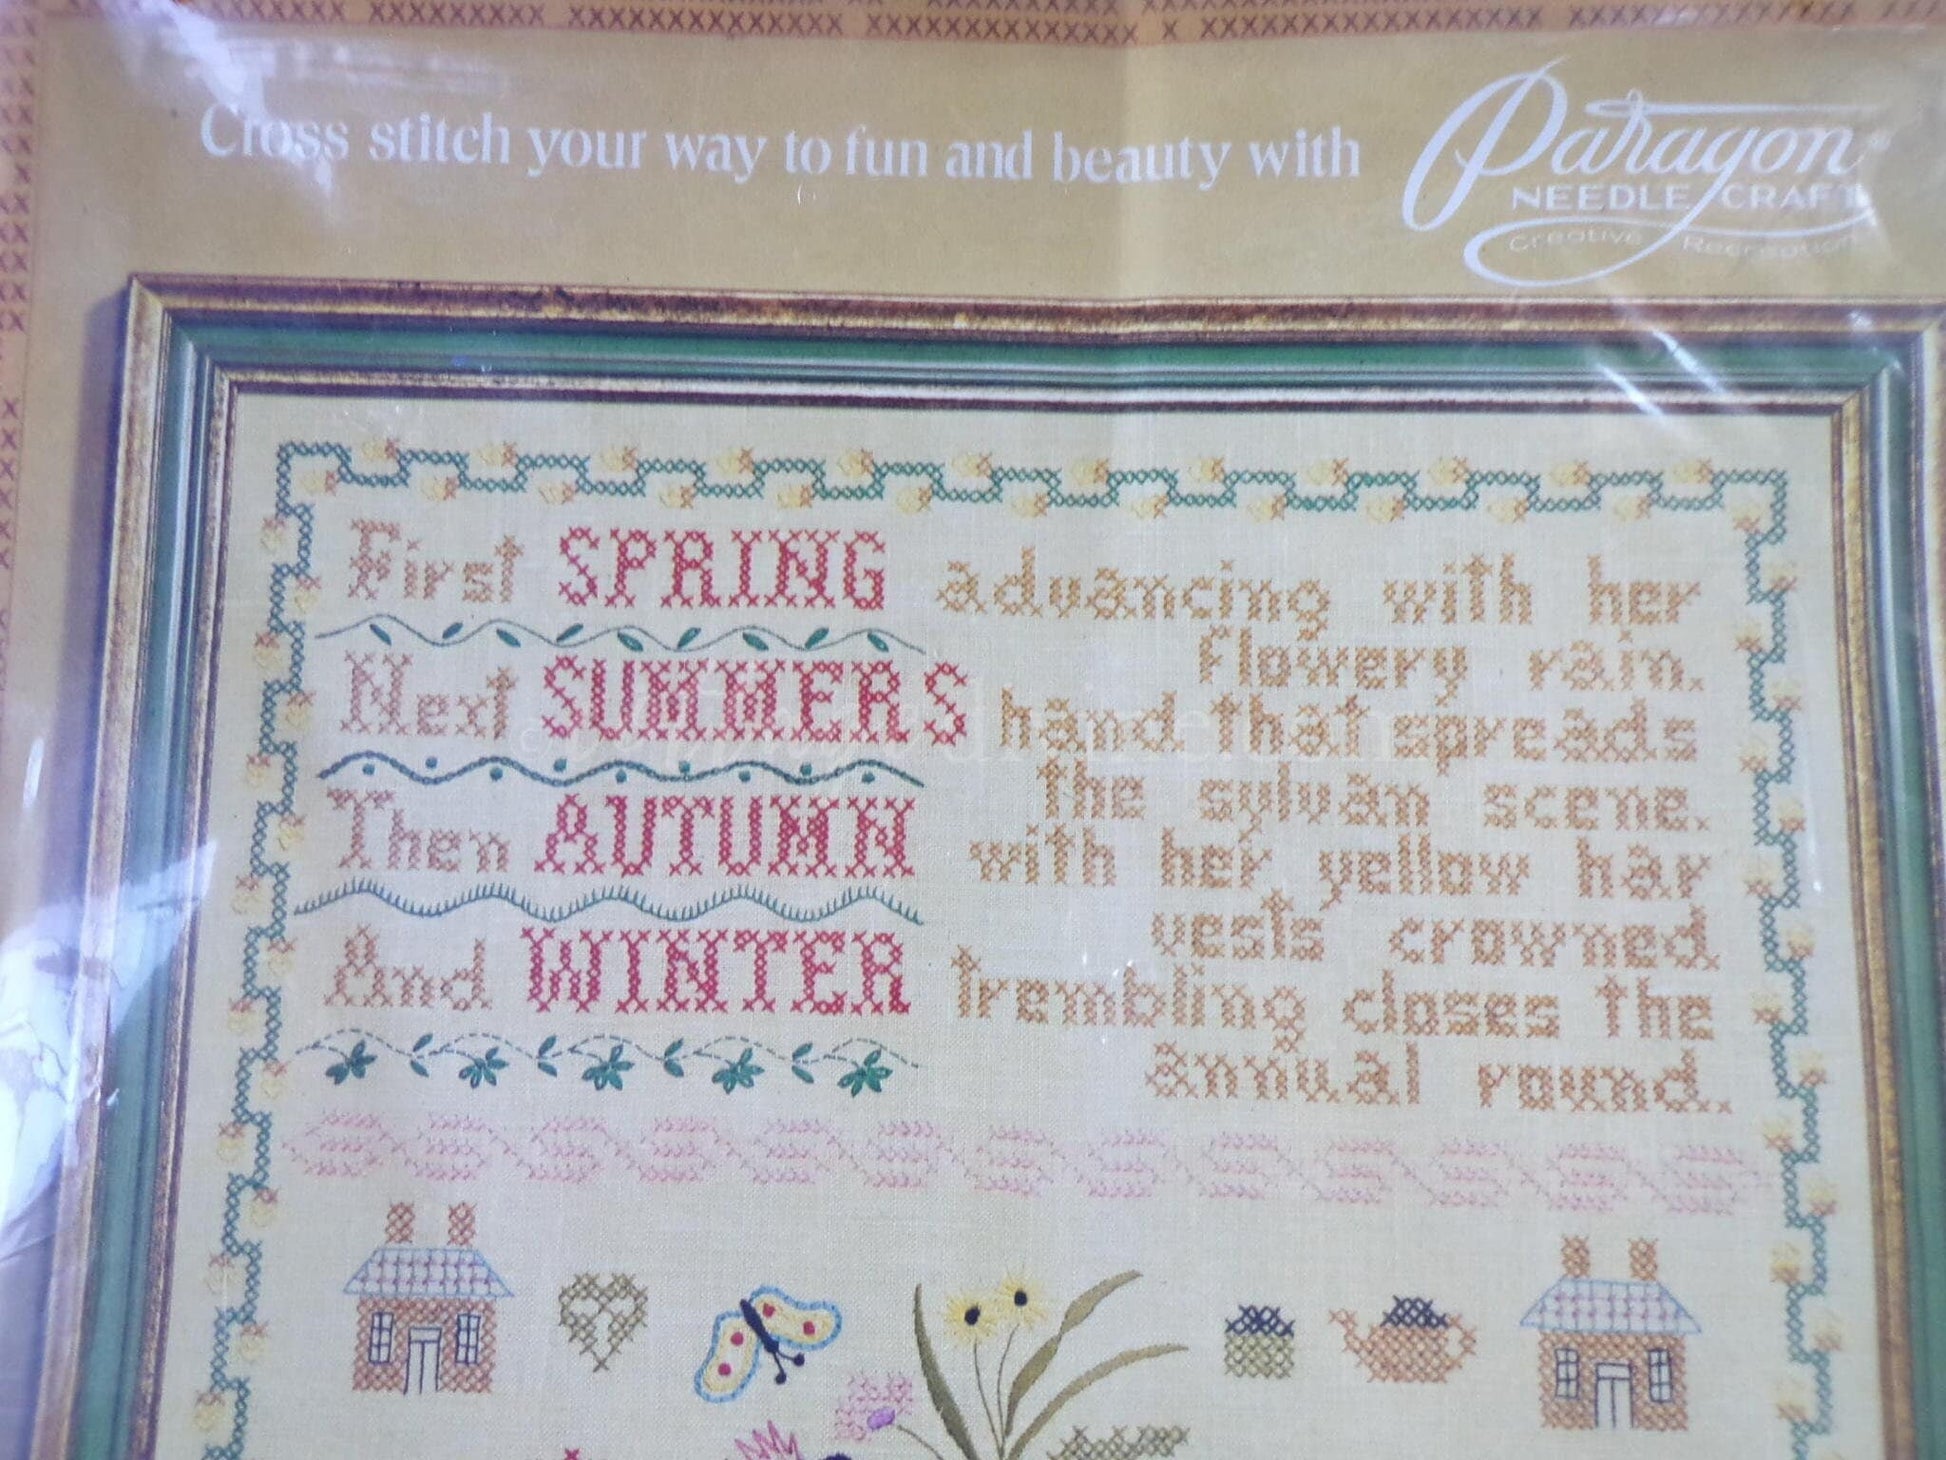 Cross stitch your way to fun and beauty with
Paragon
NEEDLE CRAFT
Creative Recreation
First SPRING advancing with her
flowery rain.
Next SUMMERS hand that spreads
the sylvan scene.
Then AUTUMN with her yellow har
vests crowned
And WINTER trembling closes the
annual round.